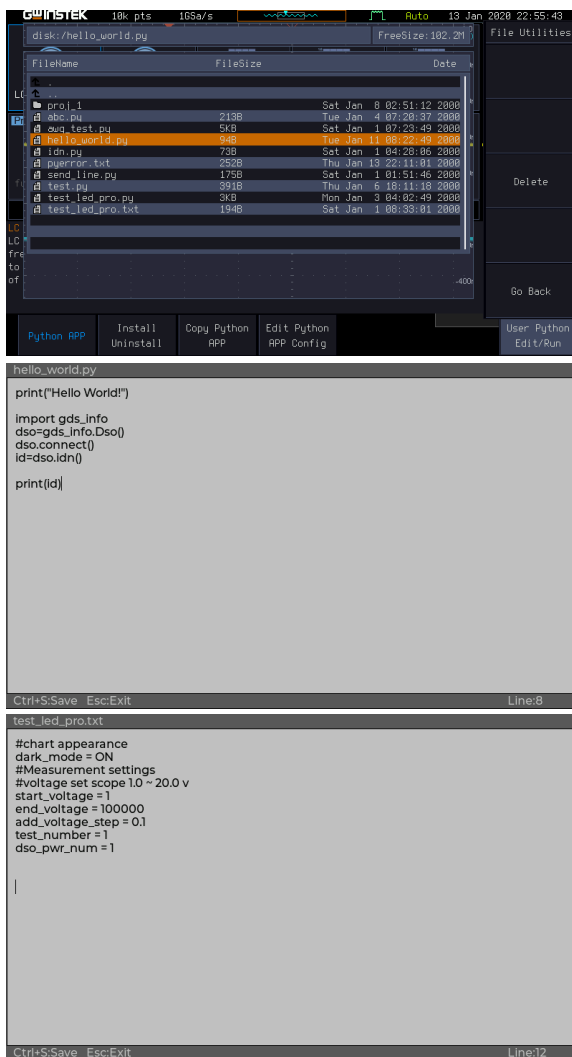 GWINSTEK 10k pts 1GSa/s Auto 13 Jan 2020 22:55:43
disk:/hello_world.py FreeSize:102.2M File Utilities
FileName FileSize Date
.
..
proj_1 Sat Jan 8 02:51:12 2000
abc.py 213B Tue Jan 4 07:20:37 2000
awg_test.py 5KB Sat Jan 1 07:23:49 2000
hello_world.py 94B Tue Jan 11 08:22:49 2000
idn.py 73B Sat Jan 1 04:28:06 2000
pyerror.txt 252B Thu Jan 13 22:11:01 2000
send_line.py 175B Sat Jan 1 01:51:46 2000
test.py 391B Thu Jan 6 18:11:18 2000
test_led_pro.py 3KB Mon Jan 3 04:02:49 2000
test_led_pro.txt 194B Sat Jan 1 08:33:01 2000
Delete
LC
LC
fre
to
of
-400
Go Back
Python APP
Install Uninstall
Copy Python APP
Edit Python APP Config
User Python Edit/Run
hello_world.py
print("Hello World!")
import gds_info
dso=gds_info.Dso()
dso.connect()
id=dso.idn()
print(id)
Ctrl+S:Save Esc:Exit Line:8
test_led_pro.txt
#chart appearance
dark_mode = ON
#Measurement settings
#voltage set scope 1.0 ~ 20.0 v
start_voltage = 1
end_voltage = 100000
add_voltage_step = 0.1
test_number = 1
dso_pwr_num = 1
Ctrl+S:Save Esc:Exit Line:12